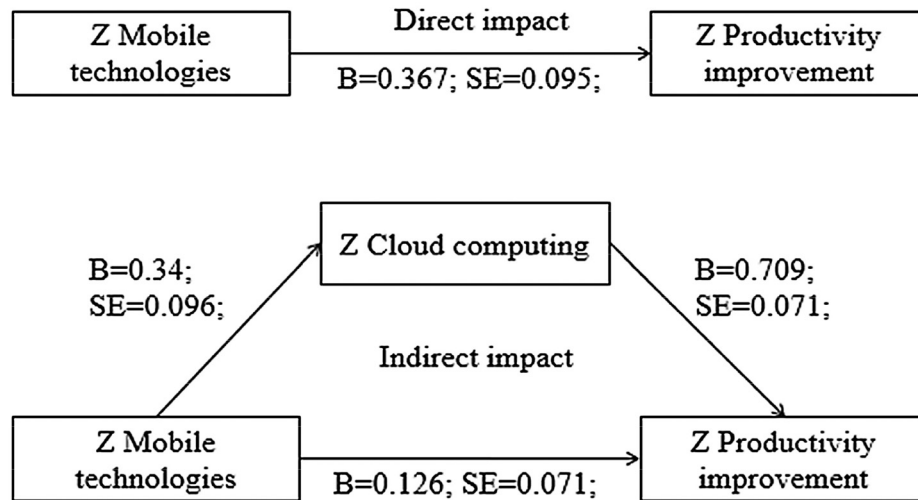 Z Mobile
technologies
Direct impact
B=0.367; SE=0.095;
Z Productivity
improvement
Z Cloud computing
B=0.34;
SE=0.096;
B=0.709;
SE=0.071;
Indirect impact
Z Mobile
technologies
B=0.126; SE=0.071;
Z Productivity
improvement